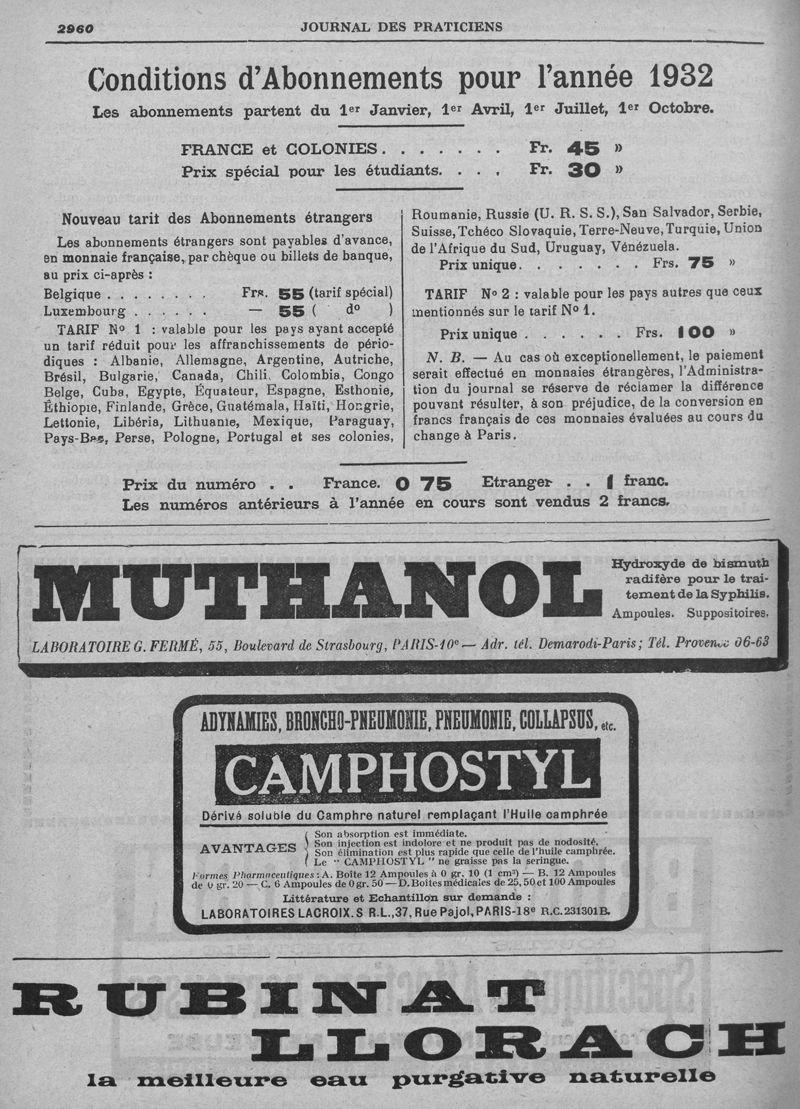 2960 JOURNAL DES PRATICIENS
Conditions d'Abonnements pour l'année 1932
Les abonnements partent du 1er Janvier, 1er Avril, 1er Juillet, 1er Octobre.
FRANCE et COLONIES. . . . . . . Fr. 45 »
Prix spécial pour les étudiants. . . . Fr. 30 »
Nouveau tarif des Abonnements étrangers
Les abonnements étrangers sont payables d'avance,
en monnaie française, par chèque ou billets de banque,
au prix ci-après :
Belgique . . . . . . . . Frs. 55 (tarif spécial)
Luxembourg . . . . . . — 55 ( do )
TARIF No 1 : valable pour les pays ayant accepté
un tarif réduit pour les affranchissements de pério-
diques : Albanie, Allemagne, Argentine, Autriche,
Brésil, Bulgarie, Canada, Chili, Colombia, Congo
Belge, Cuba, Egypte, Équateur, Espagne, Esthonie,
Éthiopie, Finlande, Grèce, Guatémala, Haïti, Hongrie,
Lettonie, Libéria, Lithuanie, Mexique, Paraguay,
Pays-Bas, Perse, Pologne, Portugal et ses colonies,
Roumanie, Russie (U. R. S. S.), San Salvador, Serbie,
Suisse, Tchéco Slovaquie, Terre-Neuve, Turquie, Union
de l'Afrique du Sud, Uruguay, Vénézuela.
Prix unique. . . . . . . Frs. 75 »
TARIF No 2 : valable pour les pays autres que ceux
mentionnés sur le tarif No 1.
Prix unique . . . . . . Frs. 100 »
N. B. — Au cas où exceptionellement, le paiement
serait effectué en monnaies étrangères, l'Administra-
tion du journal se réserve de réclamer la différence
pouvant résulter, à son préjudice, de la conversion en
francs français de ces monnaies évaluées au cours du
change à Paris.
Prix du numéro . . France. 0 75 Etranger . . 1 franc.
Les numéros antérieurs à l'année en cours sont vendus 2 francs.
MUTHANOL
Hydroxyde de bismuth
radifère pour le trai-
tement de la Syphilis.
Ampoules. Suppositoires.
LABORATOIRE G. FERMÉ, 55, Boulevard de Strasbourg, PARIS-10e — Adr. tél. Demarodi-Paris; Tél. Provence 06-63
ADYNAMIES, BRONCHO-PNEUMONIE, PNEUMONIE, COLLAPSUS, etc.
CAMPHOSTYL
Dérivé soluble du Camphre naturel remplaçant l'Huile camphrée
AVANTAGES
Son absorption est immédiate.
Son injection est indolore et ne produit pas de nodosité.
Son élimination est plus rapide que celle de l'huile camphrée.
Le " CAMPHOSTYL " ne graisse pas la seringue.
Formes Pharmaceutiques : A. Boîte 12 Ampoules à 0 gr. 10 (1 cm3) — B. 12 Ampoules
de 0 gr. 20 — C. 6 Ampoules de 0 gr. 50 — D. Boites médicales de 25, 50 et 100 Ampoules
Littérature et Echantillon sur demande :
LABORATOIRES LACROIX. S R.L., 37, Rue Pajol, PARIS-18e R.C. 231301B.
RUBINAT
LLORACH
la meilleure eau purgative naturelle